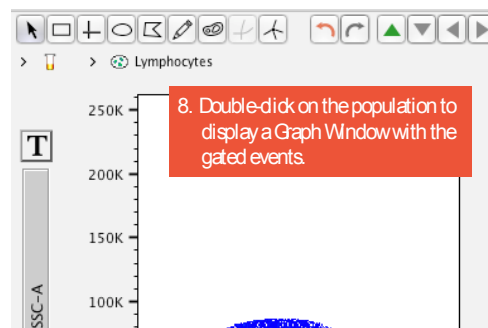 > > Lymphocytes
8. Double-click on the population to
display a Graph Window with the
gated events.
250K
T
200K
150K
100K
SSC-A